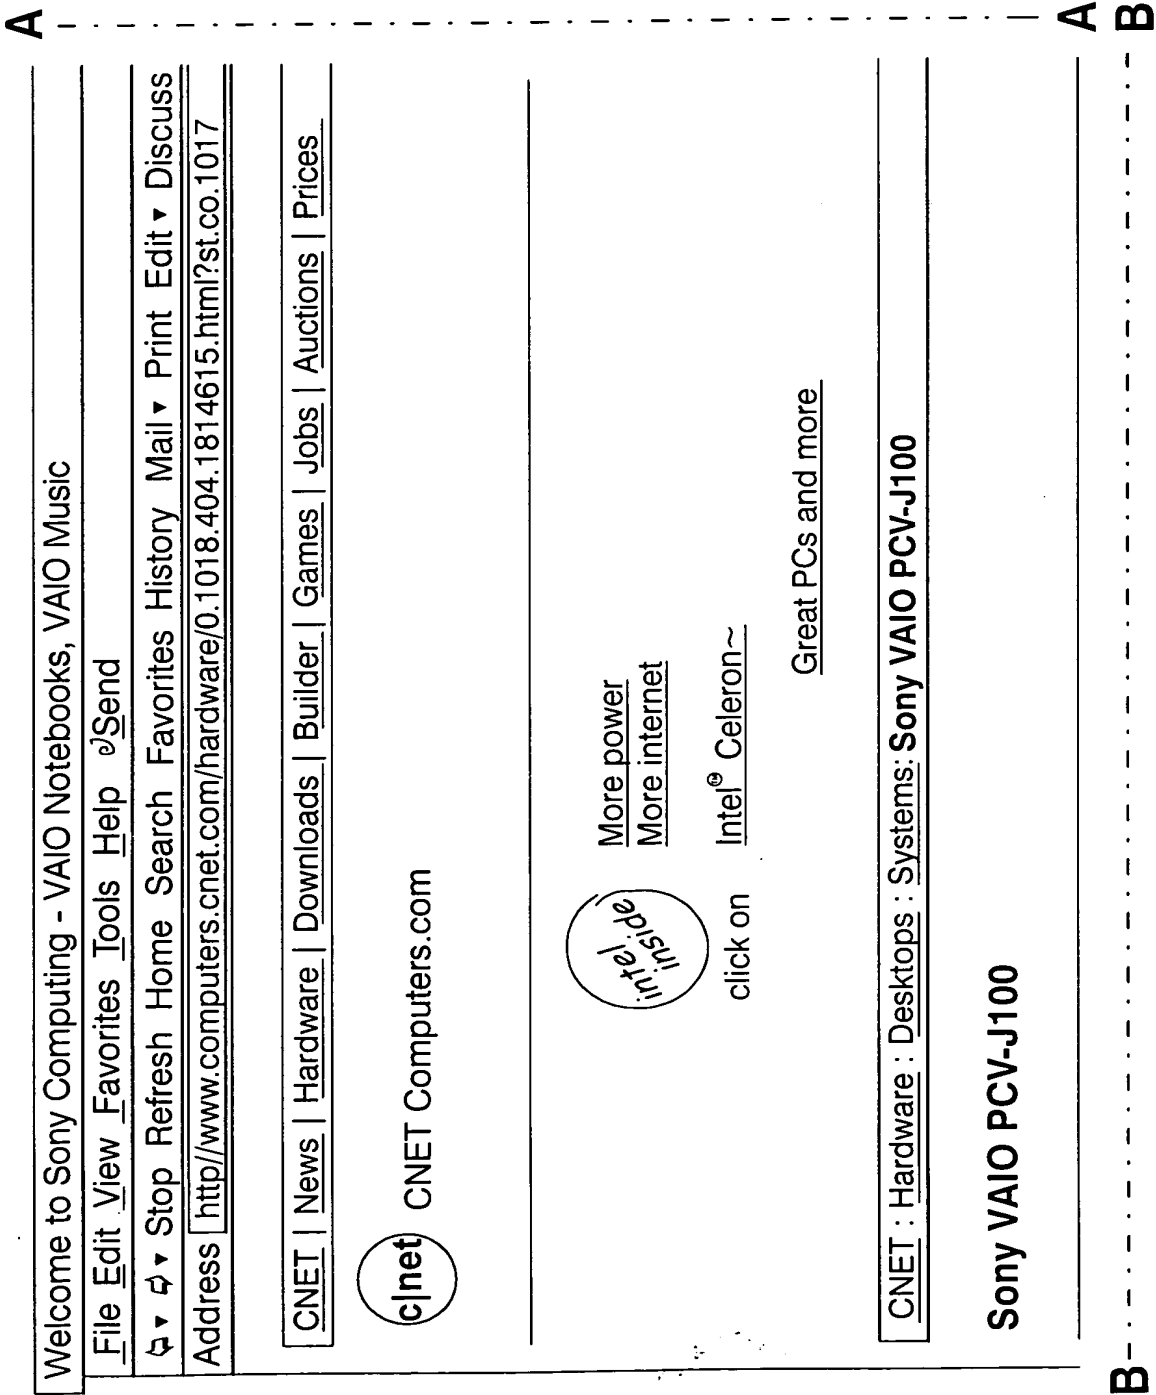 Welcome to Sony Computing - VAIO Notebooks, VAIO Music
File Edit View Favorites Tools Help Send
Stop Refresh Home Search Favorites History Mail Print Edit Discuss
Address http//www.computers.cnet.com/hardware/0.1018.404.1814615.html?st.co.1017
CNET | News | Hardware | Downloads | Builder | Games | Jobs | Auctions | Prices
c|net CNET Computers.com
intel inside
More power
More internet
click on Intel® Celeron~
Great PCs and more
CNET : Hardware : Desktops : Systems: Sony VAIO PCV-J100
Sony VAIO PCV-J100
A
A
B
B